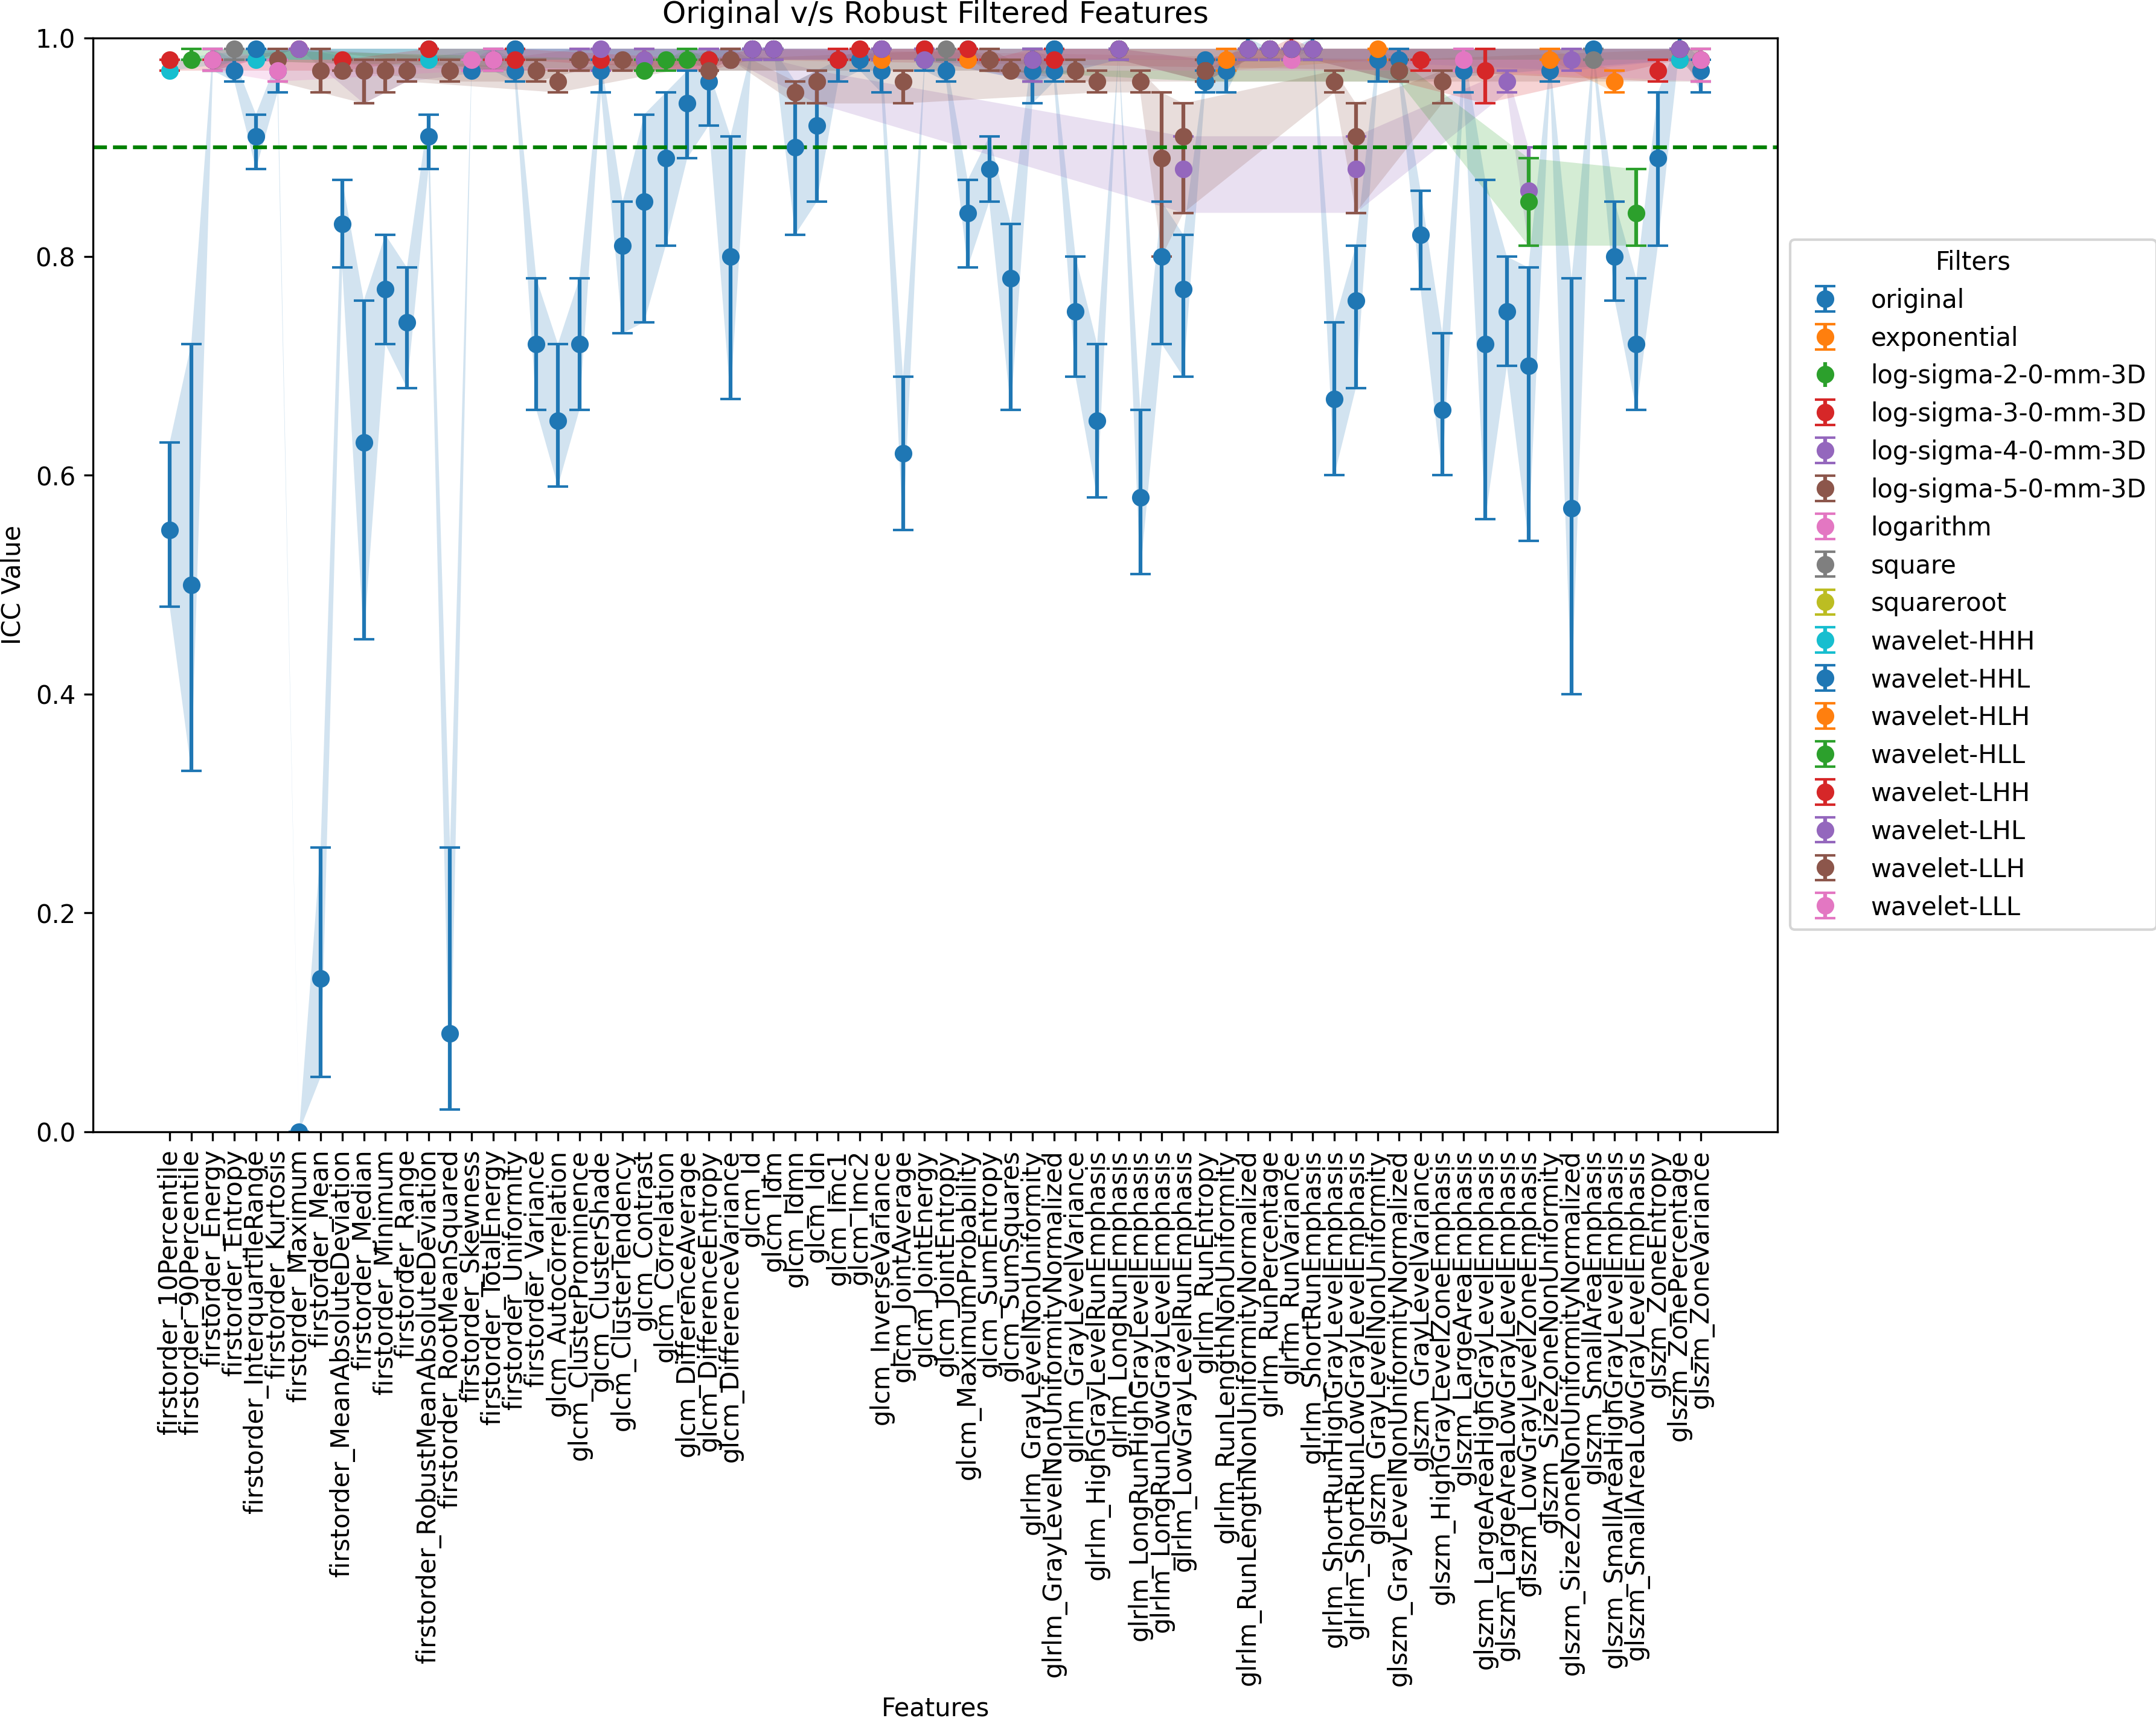 Original v/s Robust Filtered Features
ICC Value
1.0
0.8
0.6
0.4
0.2
0.0
Filters
original
exponential
log-sigma-2-0-mm-3D
log-sigma-3-0-mm-3D
log-sigma-4-0-mm-3D
log-sigma-5-0-mm-3D
logarithm
square
squareroot
wavelet-HHH
wavelet-HHL
wavelet-HLH
wavelet-HLL
wavelet-LHH
wavelet-LHL
wavelet-LLH
wavelet-LLL
firstorder_10Percentile
firstorder_90Percentile
firstorder_Energy
firstorder_Entropy
firstorder_InterquartileRange
firstorder_Kurtosis
firstorder_Maximum
firstorder_Mean
firstorder_MeanAbsoluteDeviation
firstorder_Median
firstorder_Minimum
firstorder_Range
firstorder_RobustMeanAbsoluteDeviation
firstorder_RootMeanSquared
firstorder_Skewness
firstorder_TotalEnergy
firstorder_Uniformity
firstorder_Variance
glcm_Autocorrelation
glcm_ClusterProminence
glcm_ClusterShade
glcm_ClusterTendency
glcm_Contrast
glcm_Correlation
glcm_DifferenceAverage
glcm_DifferenceEntropy
glcm_DifferenceVariance
glcm_Id
glcm_Idm
glcm_Idmn
glcm_Idn
glcm_Imc1
glcm_Imc2
glcm_InverseVariance
glcm_JointAverage
glcm_JointEnergy
glcm_JointEntropy
glcm_MaximumProbability
glcm_SumEntropy
glcm_SumSquares
glrlm_GrayLevelNonUniformity
glrlm_GrayLevelNonUniformityNormalized
glrlm_GrayLevelVariance
glrlm_HighGrayLevelRunEmphasis
glrlm_LongRunEmphasis
glrlm_LongRunHighGrayLevelEmphasis
glrlm_LongRunLowGrayLevelEmphasis
glrlm_LowGrayLevelRunEmphasis
glrlm_RunEntropy
glrlm_RunLengthNonUniformity
glrlm_RunLengthNonUniformityNormalized
glrlm_RunPercentage
glrlm_RunVariance
glrlm_ShortRunEmphasis
glrlm_ShortRunHighGrayLevelEmphasis
glrlm_ShortRunLowGrayLevelEmphasis
glszm_GrayLevelNonUniformity
glszm_GrayLevelNonUniformityNormalized
glszm_GrayLevelVariance
glszm_HighGrayLevelZoneEmphasis
glszm_LargeAreaEmphasis
glszm_LargeAreaHighGrayLevelEmphasis
glszm_LargeAreaLowGrayLevelEmphasis
glszm_LowGrayLevelZoneEmphasis
glszm_SizeZoneNonUniformity
glszm_SizeZoneNonUniformityNormalized
glszm_SmallAreaEmphasis
glszm_SmallAreaHighGrayLevelEmphasis
glszm_SmallAreaLowGrayLevelEmphasis
glszm_ZoneEntropy
glszm_ZonePercentage
glszm_ZoneVariance
Features